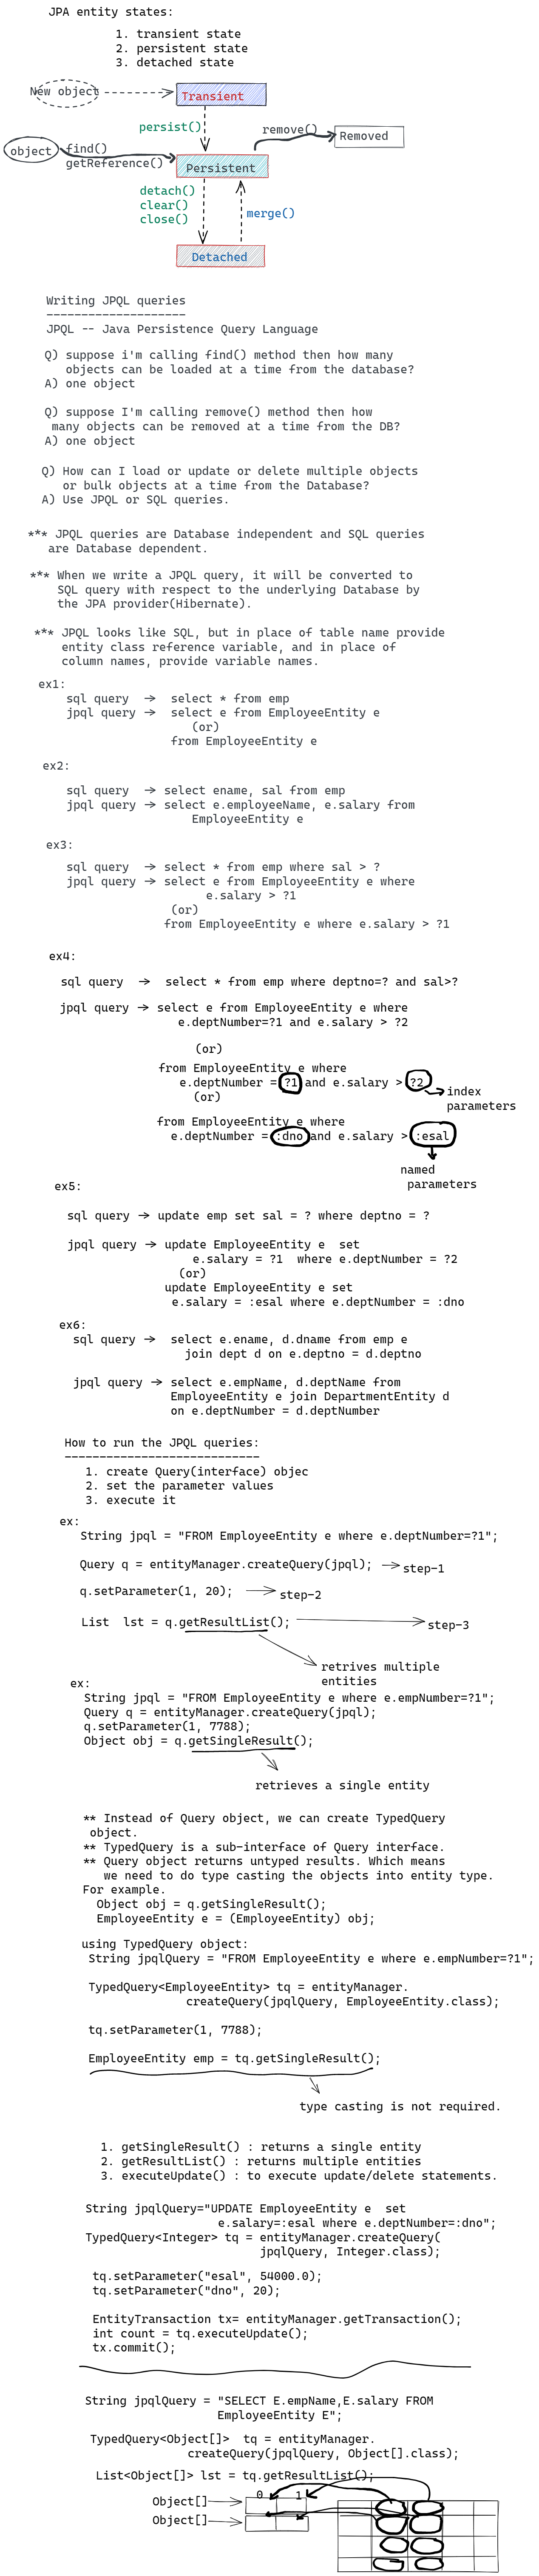 JPA entity states:
1. transient state
2. persistent state
3. detached state
New object
Transient
persist()
remove()
Removed
object
find()
getReference()
Persistent
detach()
clear()
close()
merge()
Detached
Writing JPQL queries
--------------------
JPQL -- Java Persistence Query Language
Q) suppose i'm calling find() method then how many
objects can be loaded at a time from the database?
A) one object
Q) suppose I'm calling remove() method then how
many objects can be removed at a time from the DB?
A) one object
Q) How can I load or update or delete multiple objects
or bulk objects at a time from the Database?
A) Use JPQL or SQL queries.
*** JPQL queries are Database independent and SQL queries
are Database dependent.
*** When we write a JPQL query, it will be converted to
SQL query with respect to the underlying Database by
the JPA provider(Hibernate).
*** JPQL looks like SQL, but in place of table name provide
entity class reference variable, and in place of
column names, provide variable names.
ex1:
sql query -> select * from emp
jpql query -> select e from EmployeeEntity e
(or)
from EmployeeEntity e
ex2:
sql query -> select ename, sal from emp
jpql query -> select e.employeeName, e.salary from
EmployeeEntity e
ex3:
sql query -> select * from emp where sal > ?
jpql query -> select e from EmployeeEntity e where
e.salary > ?1
(or)
from EmployeeEntity e where e.salary > ?1
ex4:
sql query -> select * from emp where deptno=? and sal>?
jpql query -> select e from EmployeeEntity e where
e.deptNumber=?1 and e.salary > ?2
(or)
from EmployeeEntity e where
e.deptNumber = ?1 and e.salary > ?2
index
parameters
(or)
from EmployeeEntity e where
e.deptNumber = :dno and e.salary > :esal
named
parameters
ex5:
sql query -> update emp set sal = ? where deptno = ?
jpql query -> update EmployeeEntity e set
e.salary = ?1 where e.deptNumber = ?2
(or)
update EmployeeEntity e set
e.salary = :esal where e.deptNumber = :dno
ex6:
sql query -> select e.ename, d.dname from emp e
join dept d on e.deptno = d.deptno
jpql query -> select e.empName, d.deptName from
EmployeeEntity e join DepartmentEntity d
on e.deptNumber = d.deptNumber
How to run the JPQL queries:
----------------------------
1. create Query(interface) objec
2. set the parameter values
3. execute it
ex:
String jpql = "FROM EmployeeEntity e where e.deptNumber=?1";
Query q = entityManager.createQuery(jpql); step-1
q.setParameter(1, 20); step-2
List lst = q.getResultList(); step-3
retrives multiple
entities
ex:
String jpql = "FROM EmployeeEntity e where e.empNumber=?1";
Query q = entityManager.createQuery(jpql);
q.setParameter(1, 7788);
Object obj = q.getSingleResult();
retrieves a single entity
** Instead of Query object, we can create TypedQuery
object.
** TypedQuery is a sub-interface of Query interface.
** Query object returns untyped results. Which means
we need to do type casting the objects into entity type.
For example.
Object obj = q.getSingleResult();
EmployeeEntity e = (EmployeeEntity) obj;
using TypedQuery object:
String jpqlQuery = "FROM EmployeeEntity e where e.empNumber=?1";
TypedQuery<EmployeeEntity> tq = entityManager.
createQuery(jpqlQuery, EmployeeEntity.class);
tq.setParameter(1, 7788);
EmployeeEntity emp = tq.getSingleResult();
type casting is not required.
1. getSingleResult() : returns a single entity
2. getResultList() : returns multiple entities
3. executeUpdate() : to execute update/delete statements.
String jpqlQuery="UPDATE EmployeeEntity e set
e.salary=:esal where e.deptNumber=:dno";
TypedQuery<Integer> tq = entityManager.createQuery(
jpqlQuery, Integer.class);
tq.setParameter("esal", 54000.0);
tq.setParameter("dno", 20);
EntityTransaction tx= entityManager.getTransaction();
int count = tq.executeUpdate();
tx.commit();
String jpqlQuery = "SELECT E.empName,E.salary FROM
EmployeeEntity E";
TypedQuery<Object[]> tq = entityManager.
createQuery(jpqlQuery, Object[].class);
List<Object[]> lst = tq.getResultList();
0 1
Object[]
Object[]